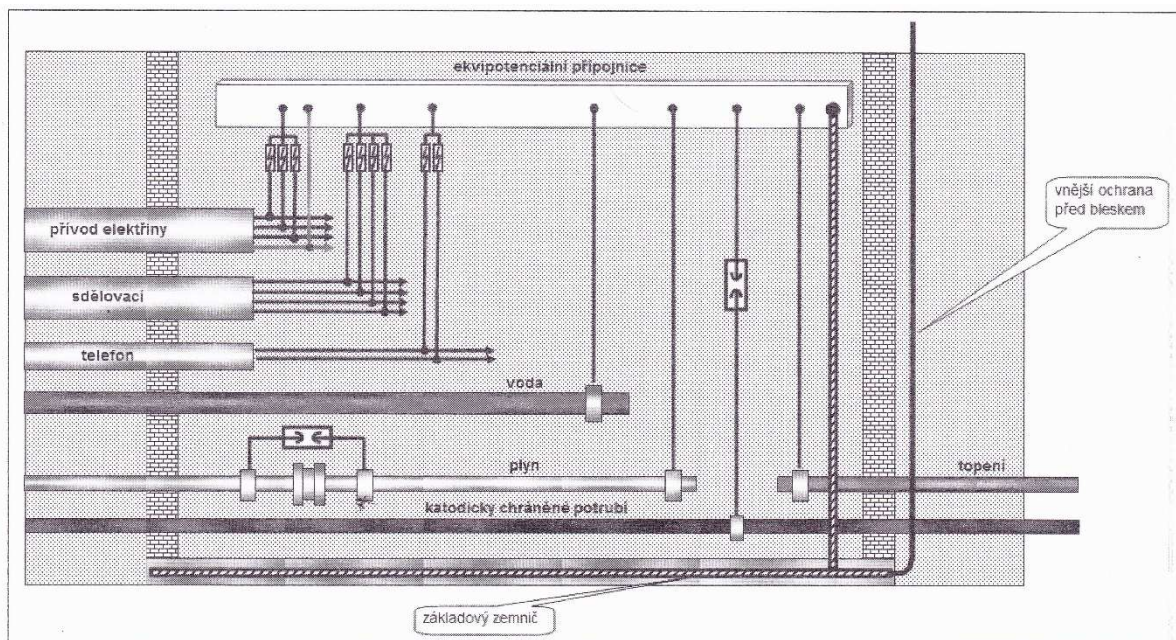 ekvipotenciální přípojnice
vnější ochrana
před bleskem
přívod elektřiny
sdělovací
telefon
voda
plyn
topení
katodicky chráněné potrubí
základový zemnič